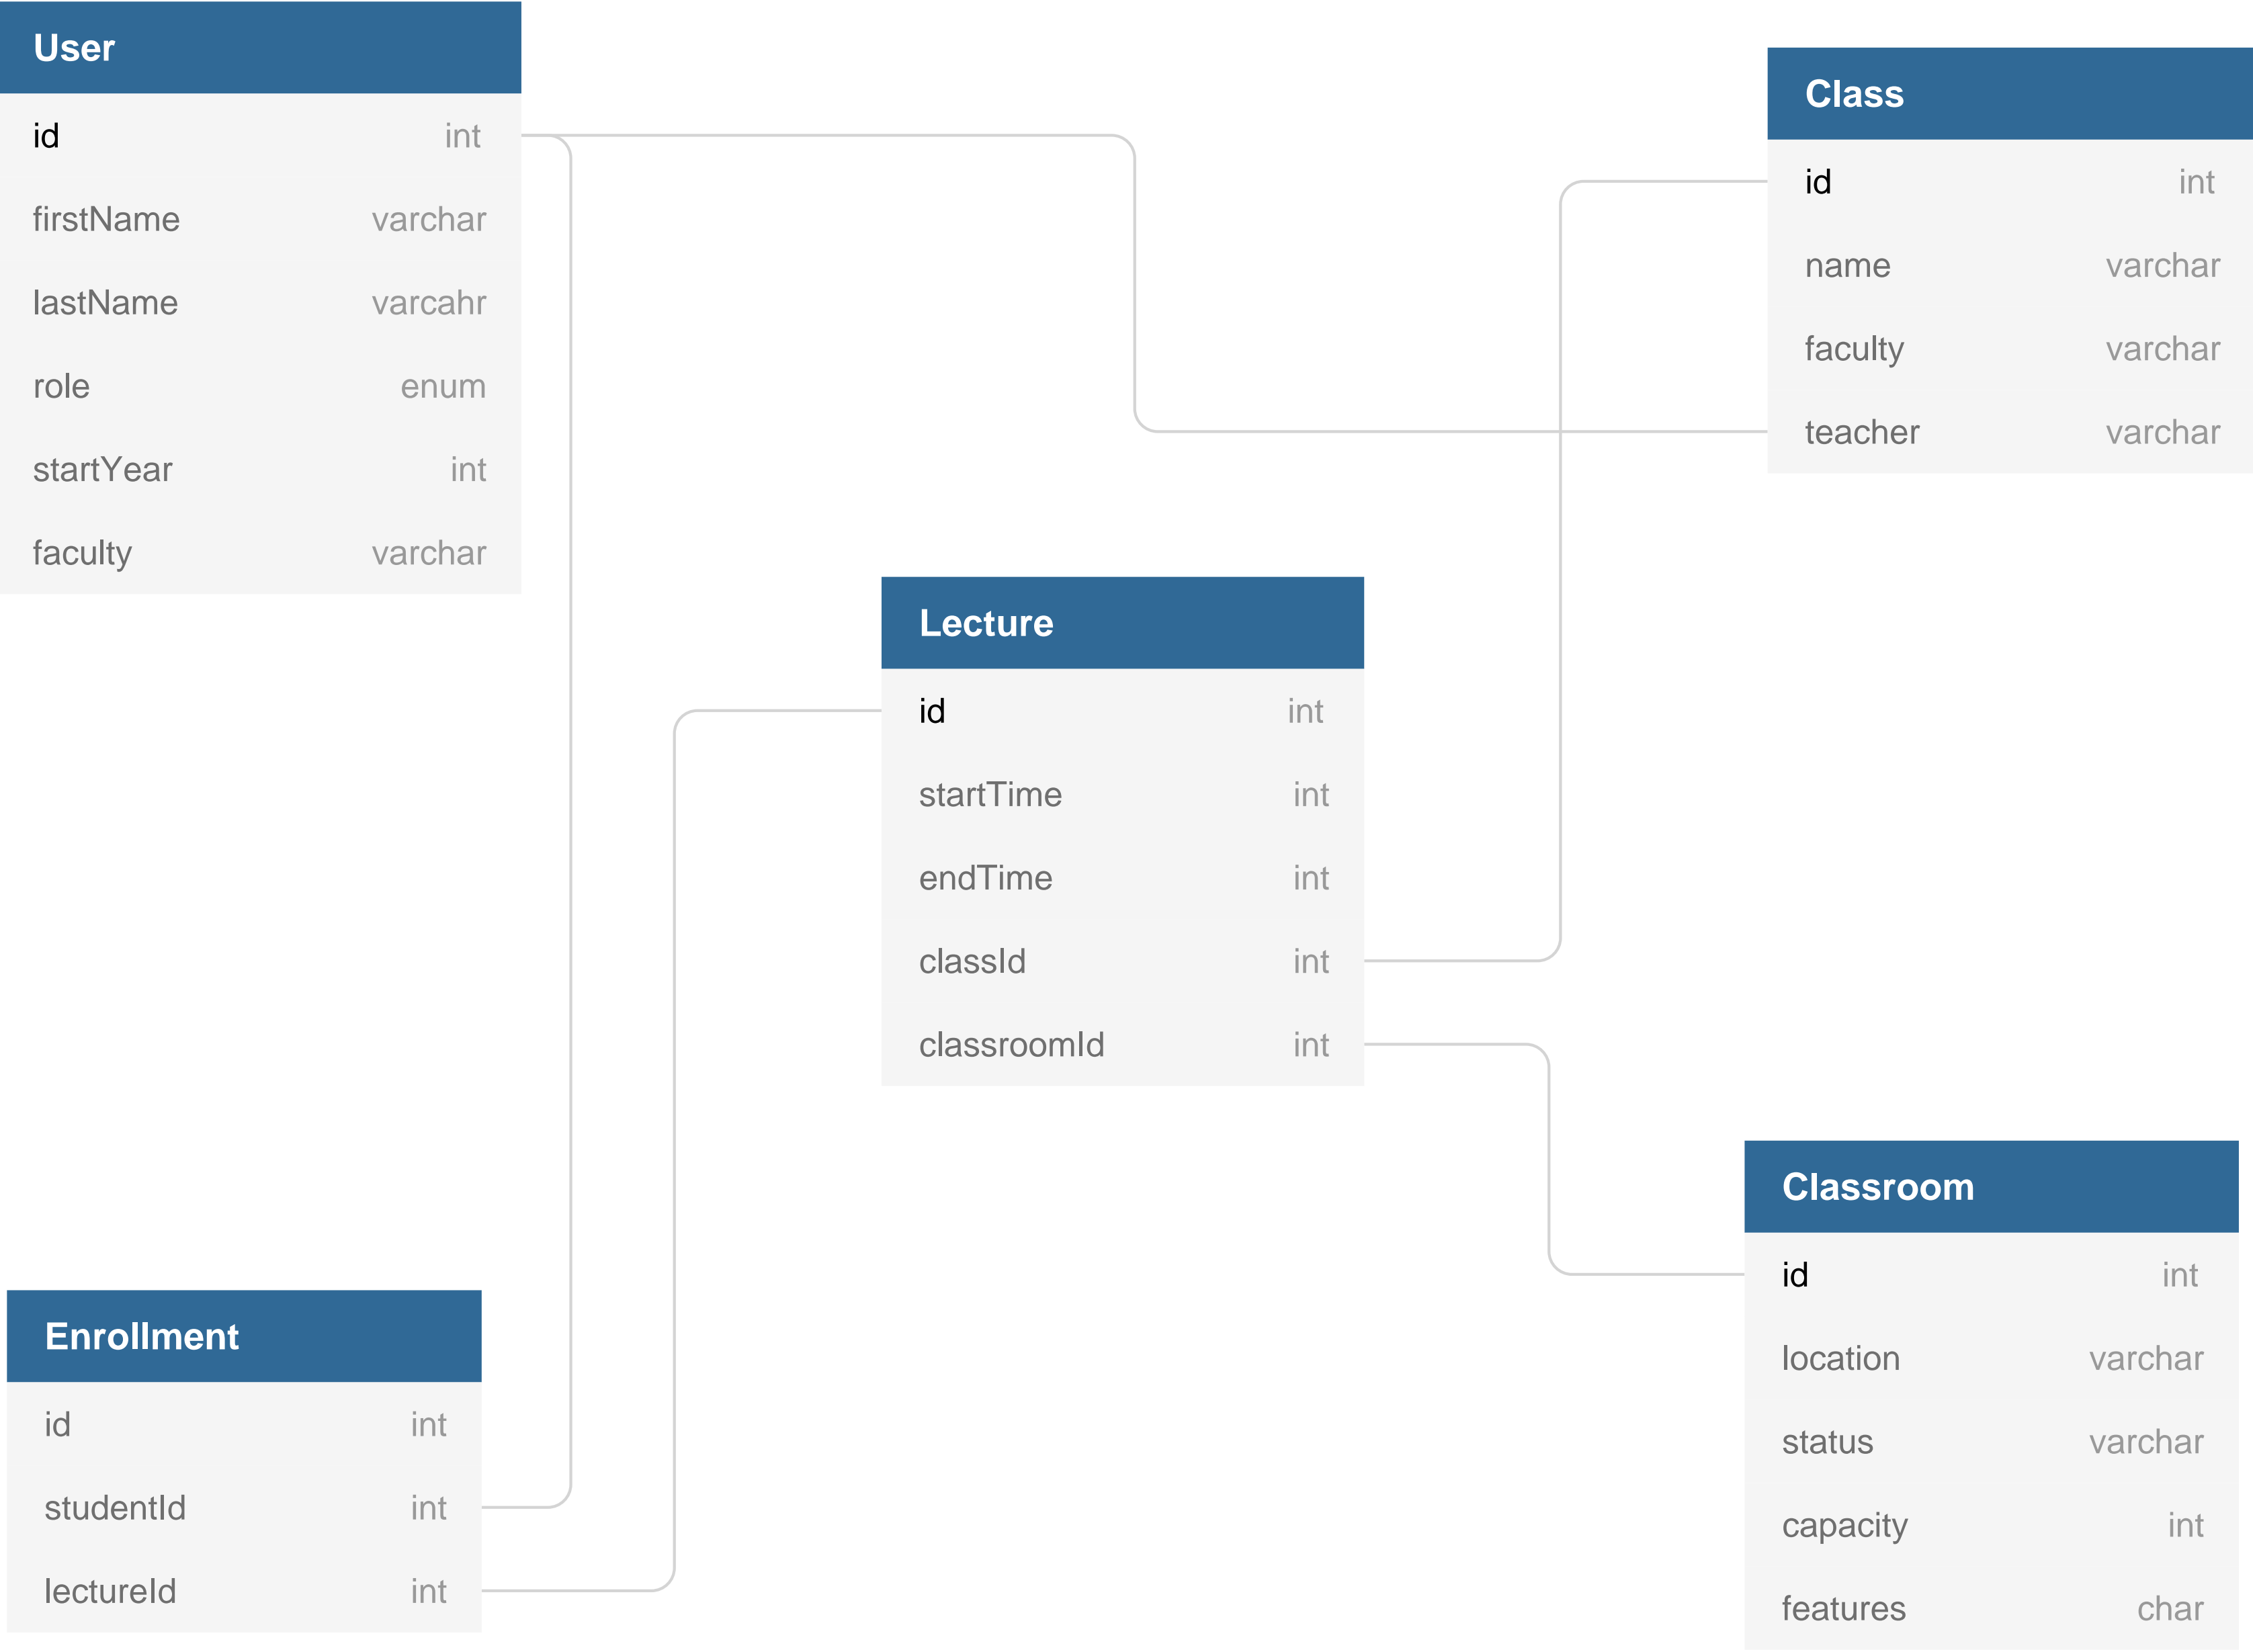 User
id int
firstName varchar
lastName varcahr
role enum
startYear int
faculty varchar
Class
id int
name varchar
faculty varchar
teacher varchar
Lecture
id int
startTime int
endTime int
classId int
classroomId int
Classroom
id int
location varchar
status varchar
capacity int
features char
Enrollment
id int
studentId int
lectureId int